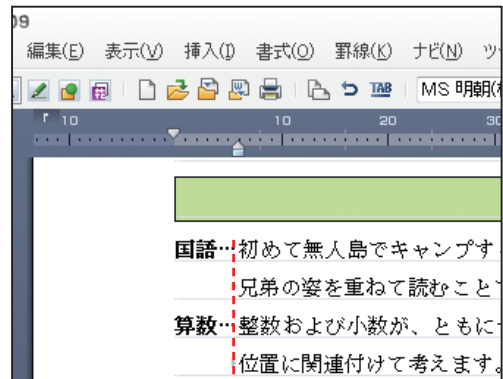 09
編集(E) 表示(V) 挿入(I) 書式(O) 罫線(K) ナビ(N) ツ
TAB MS 明朝(
10 10 20 30
国語…初めて無人島でキャンプす
兄弟の姿を重ねて読むこと
算数…整数および小数が、ともに
位置に関連付けて考えます